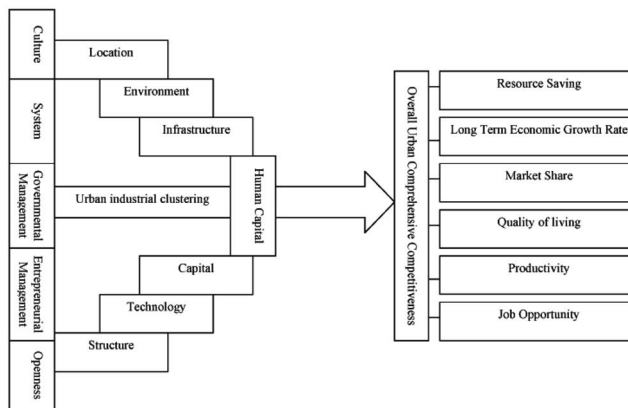 Culture
System
Governmental
Management
Entrepreneurial
Management
Openness
Location
Environment
Infrastructure
Urban industrial clustering
Human Capital
Capital
Technology
Structure
Overall Urban Comprehensive Competitiveness
Resource Saving
Long Term Economic Growth Rate
Market Share
Quality of living
Productivity
Job Opportunity